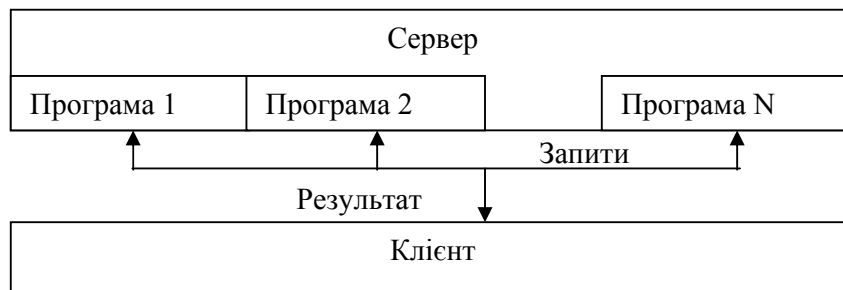 Сервер
Програма 1
Програма 2
Програма N
Запити
Результат
Клієнт